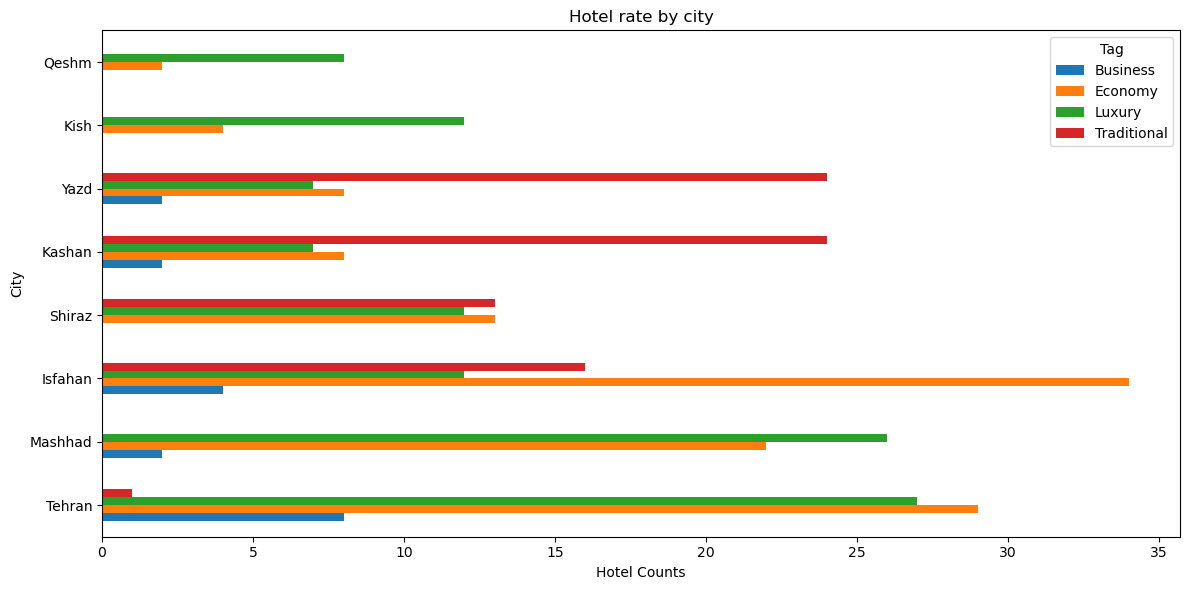 Hotel rate by city
Tag
Business
Economy
Luxury
Traditional
City
Qeshm
Kish
Yazd
Kashan
Shiraz
Isfahan
Mashhad
Tehran
0 5 10 15 20 25 30 35
Hotel Counts